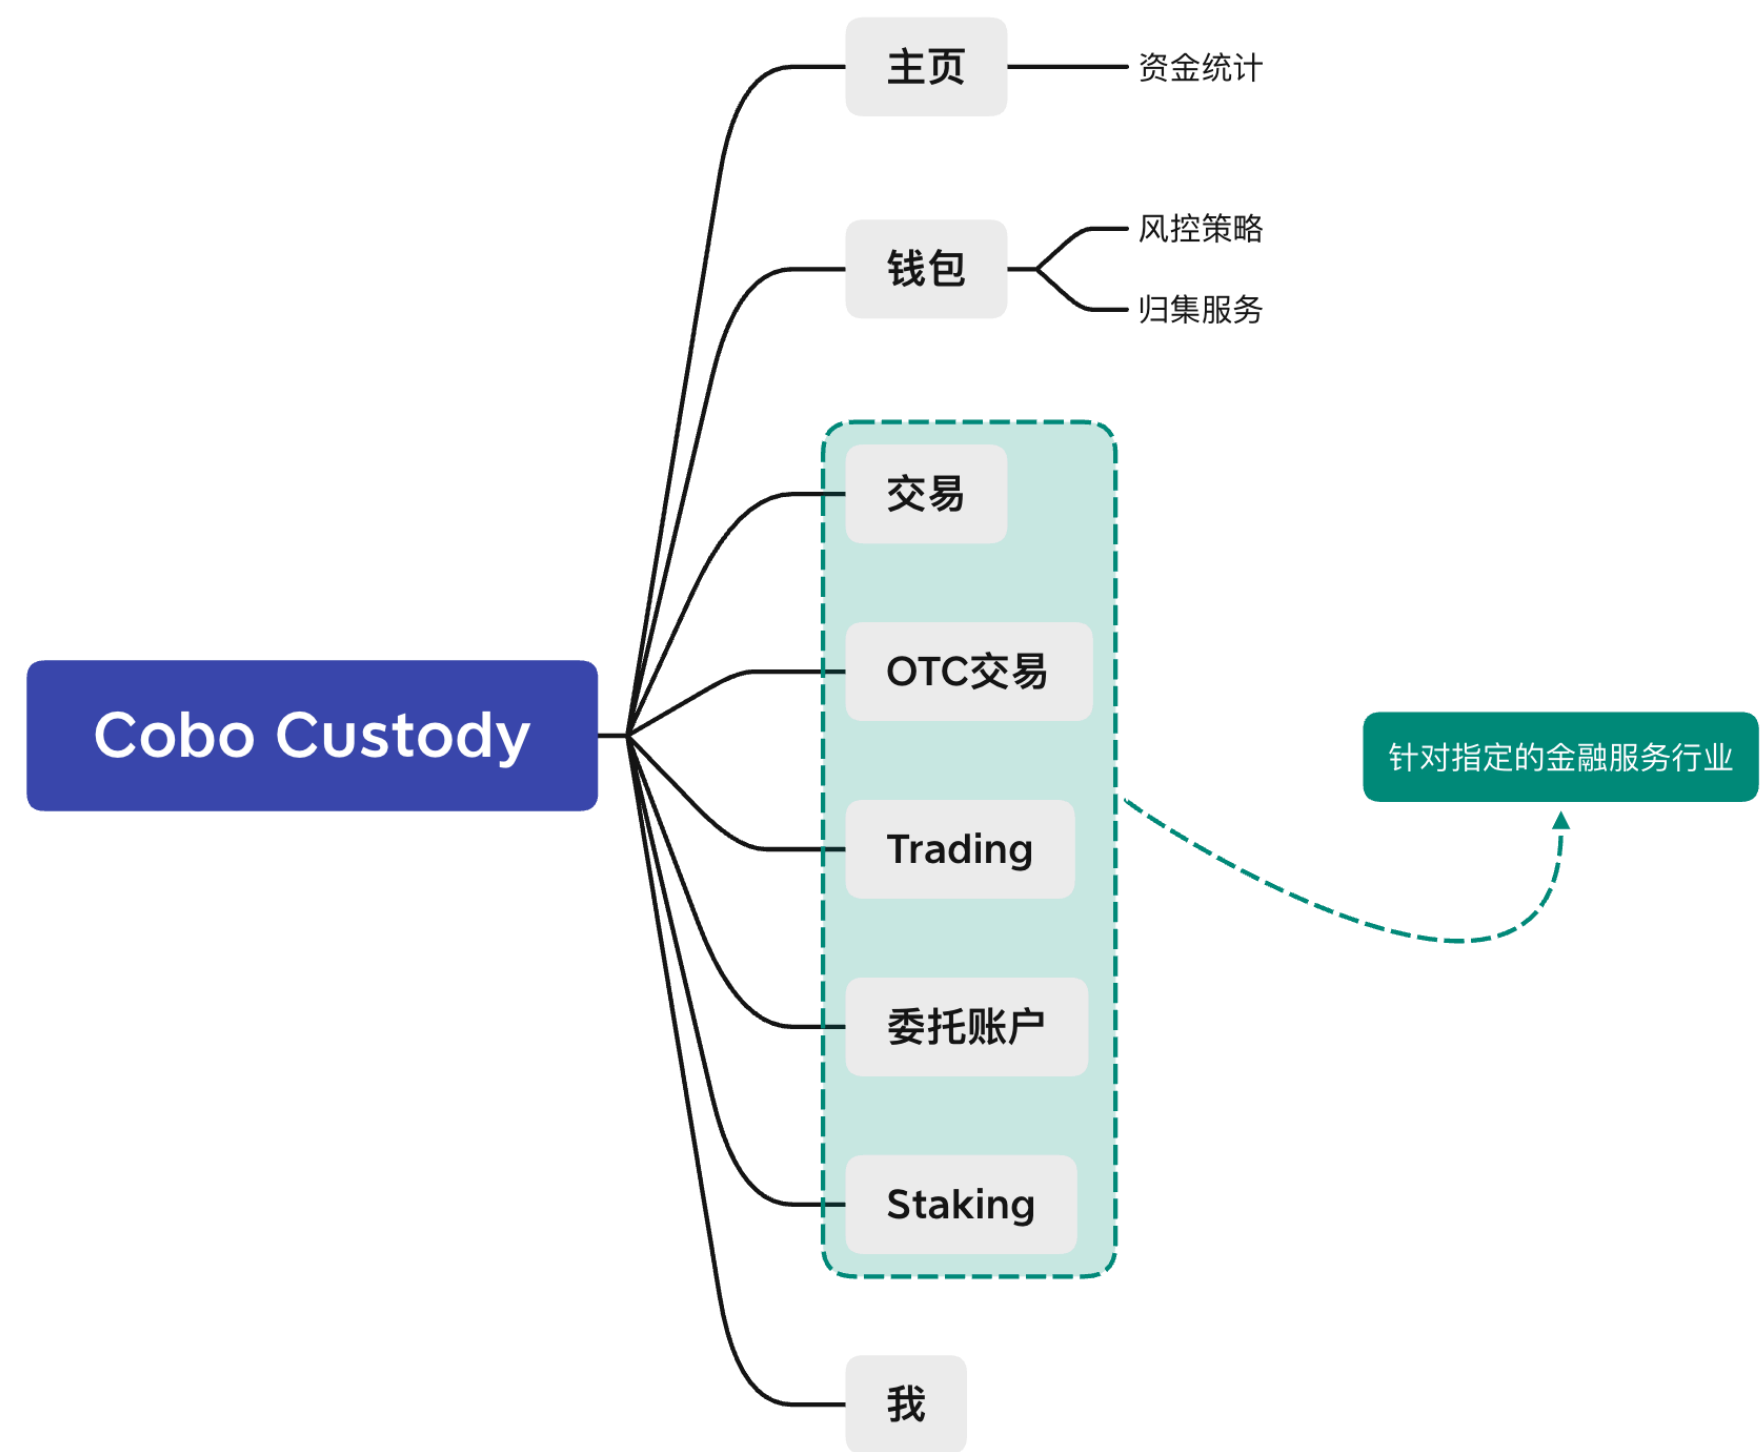 主页
资金统计
钱包
风控策略
归集服务
交易
OTC交易
Cobo Custody
针对指定的金融服务行业
Trading
委托账户
Staking
我